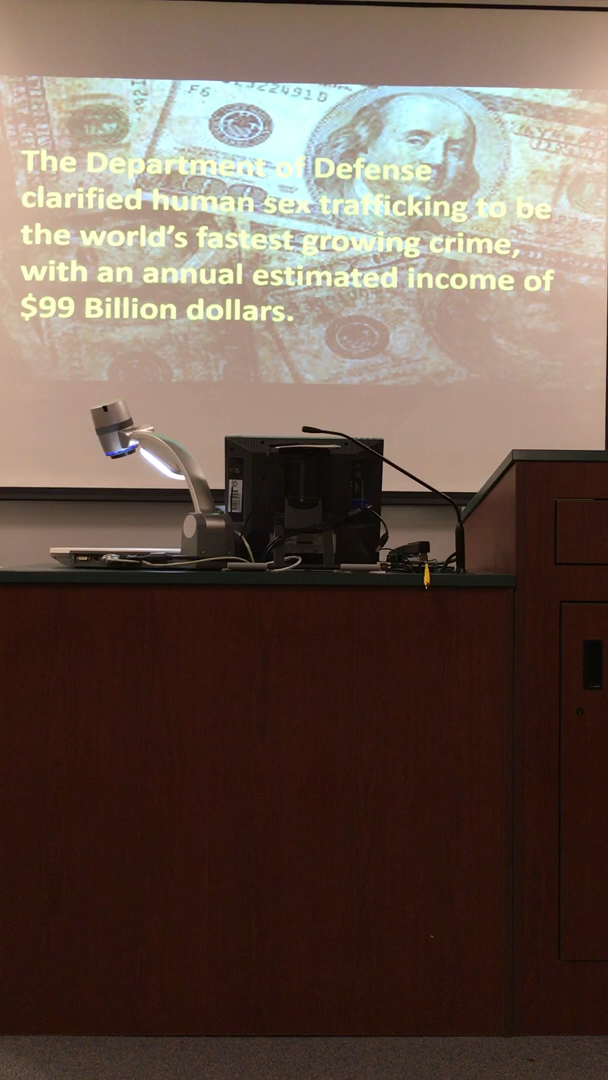 F6
The Department of Defense
clarified human sex trafficking to be
the world's fastest growing crime,
with an annual estimated income of
$99 Billion dollars.